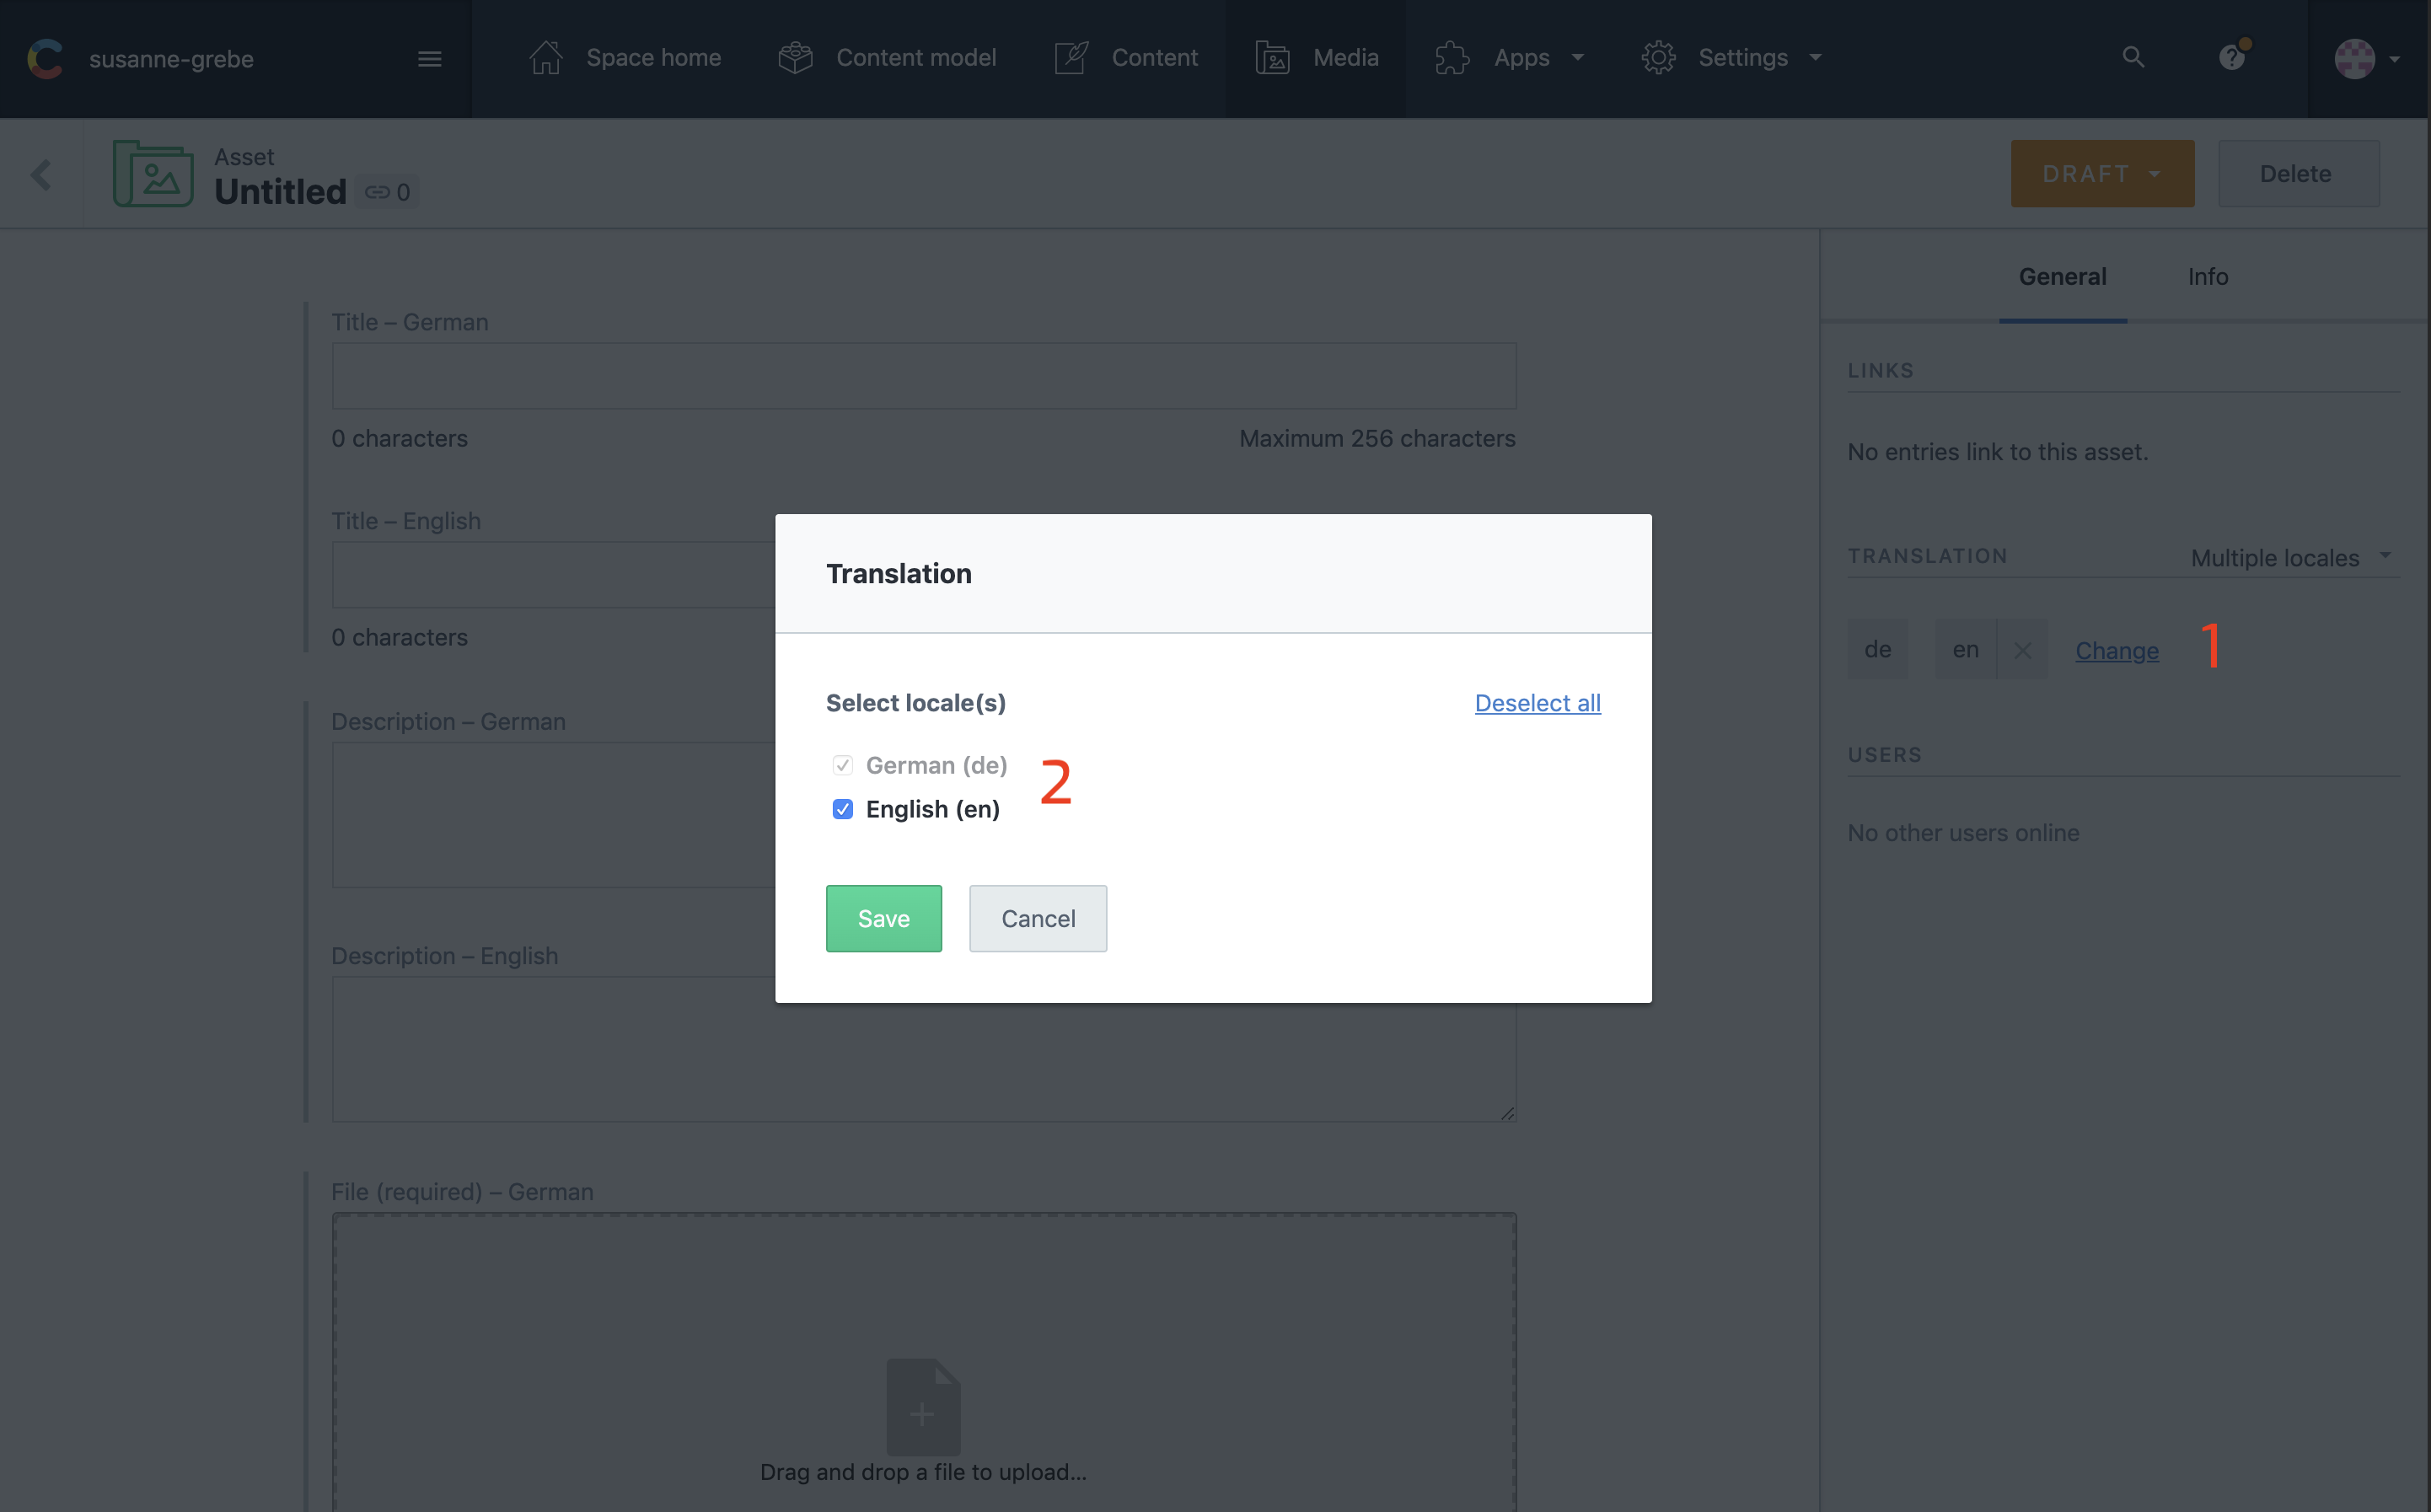 susanne-grebe
Space home
Content model
Content
Media
Apps
Settings
?
Asset
Untitled 0
DRAFT
Delete
General
Info
Title – German
0 characters
Maximum 256 characters
Title – English
0 characters
Description – German
Description – English
File (required) – German
Drag and drop a file to upload...
Translation
Select locale(s)
Deselect all
German (de)
English (en)
2
Save
Cancel
LINKS
No entries link to this asset.
TRANSLATION
Multiple locales
de
en
Change
1
USERS
No other users online